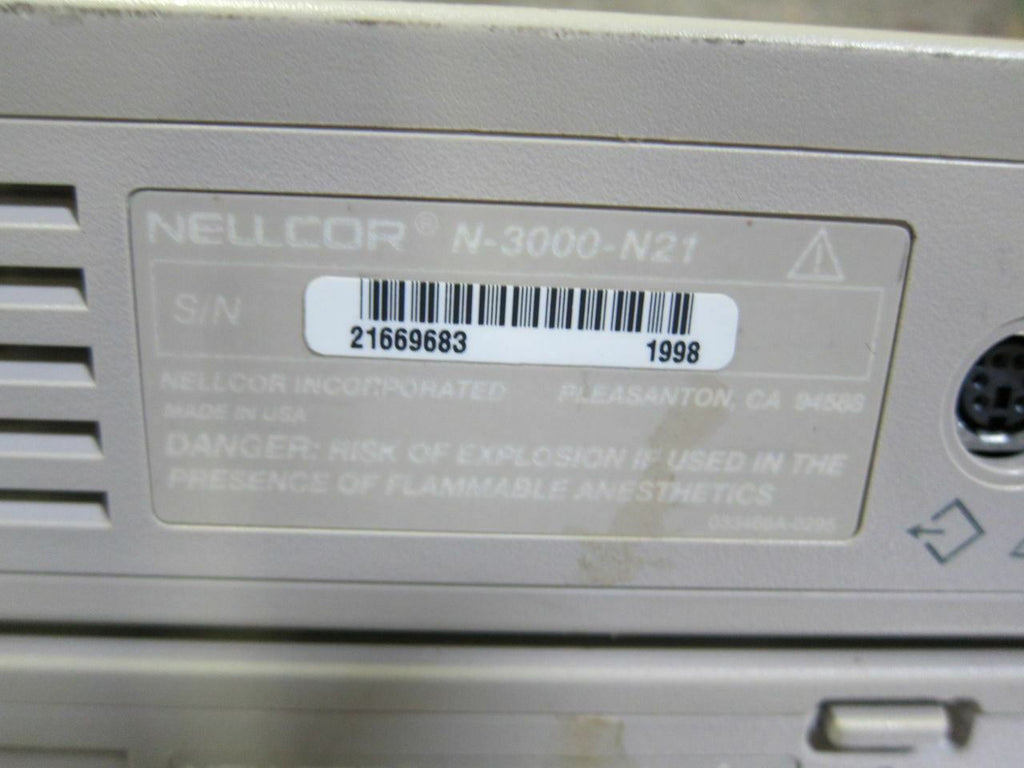 NELLCOR® N-3000-N21
S/N
21669683 1998
NELLCOR INCORPORATED PLEASANTON, CA 94588
MADE IN USA
DANGER: RISK OF EXPLOSION IF USED IN THE
PRESENCE OF FLAMMABLE ANESTHETICS